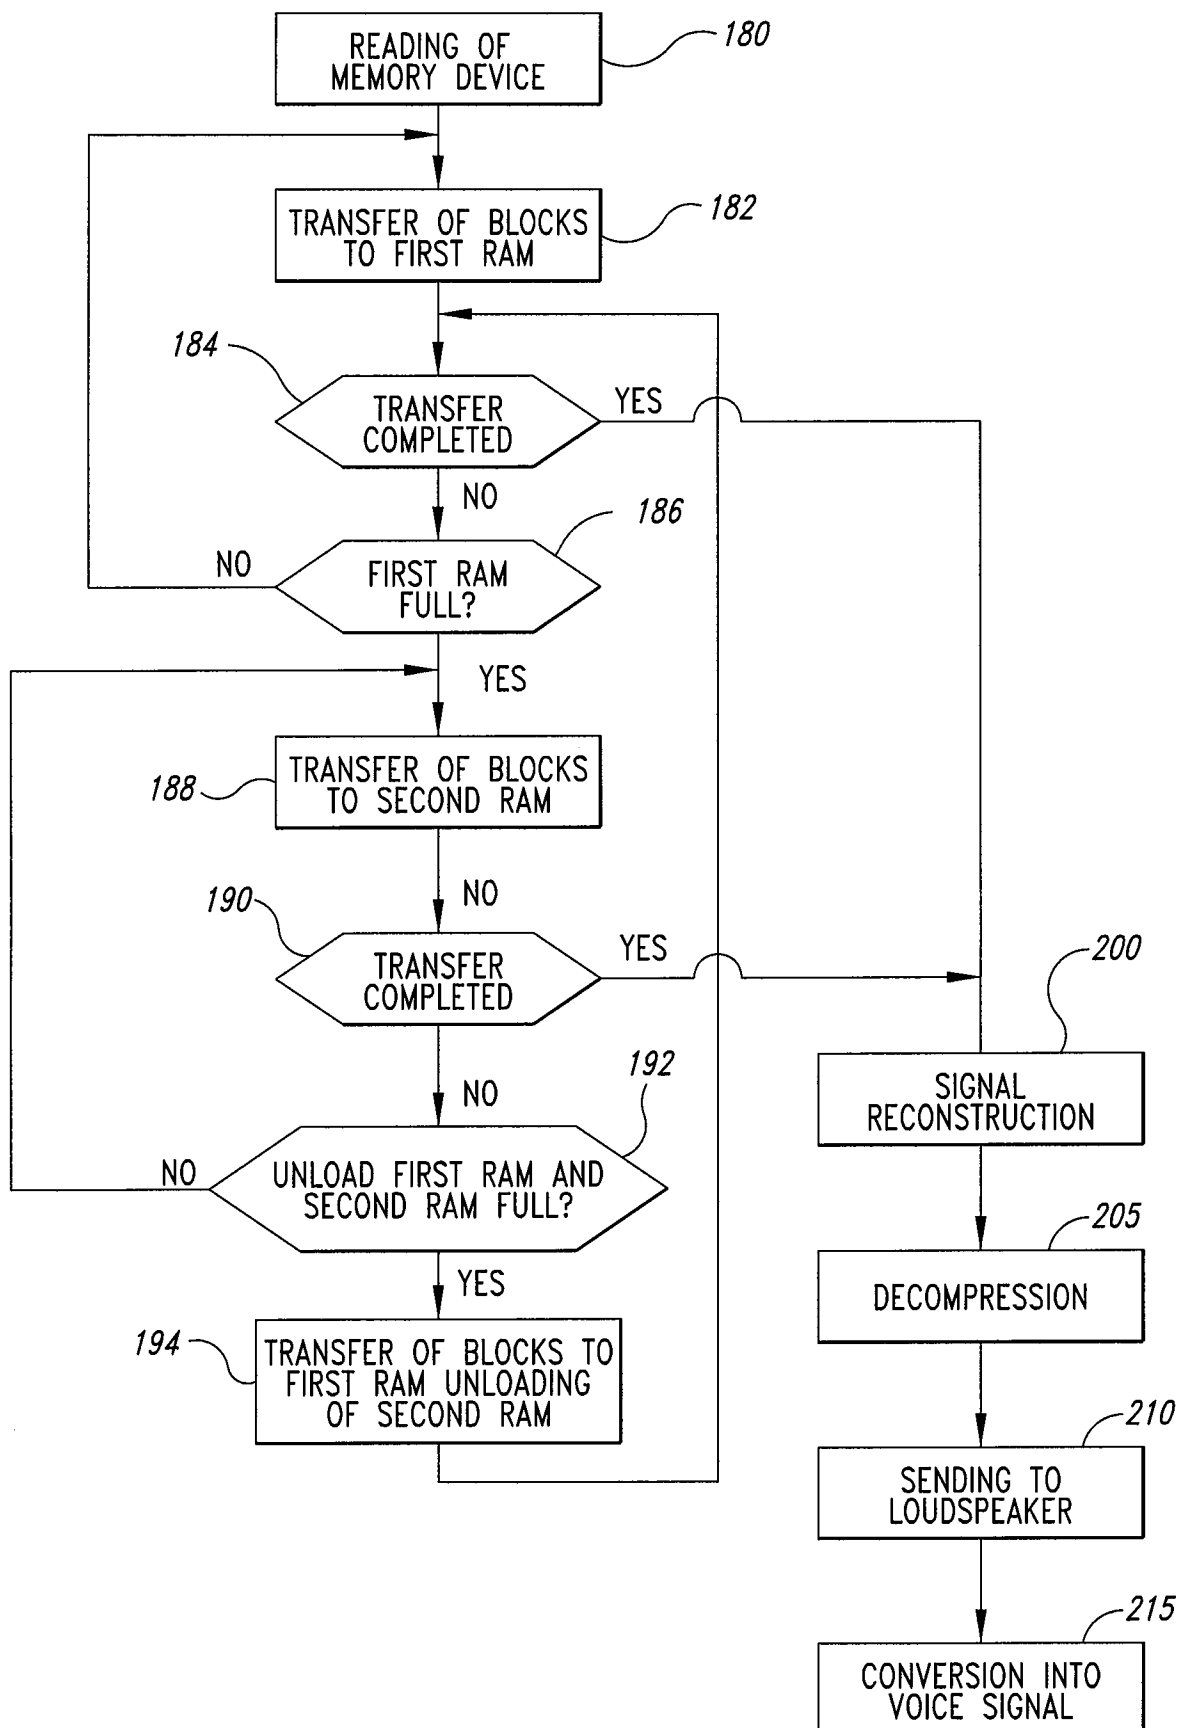 READING OF
MEMORY DEVICE
180
TRANSFER OF BLOCKS
TO FIRST RAM
182
184
TRANSFER
COMPLETED
YES
NO
186
FIRST RAM
FULL?
NO
YES
188
TRANSFER OF BLOCKS
TO SECOND RAM
NO
190
TRANSFER
COMPLETED
YES
NO
192
UNLOAD FIRST RAM AND
SECOND RAM FULL?
NO
YES
194
TRANSFER OF BLOCKS TO
FIRST RAM UNLOADING
OF SECOND RAM
200
SIGNAL
RECONSTRUCTION
205
DECOMPRESSION
210
SENDING TO
LOUDSPEAKER
215
CONVERSION INTO
VOICE SIGNAL